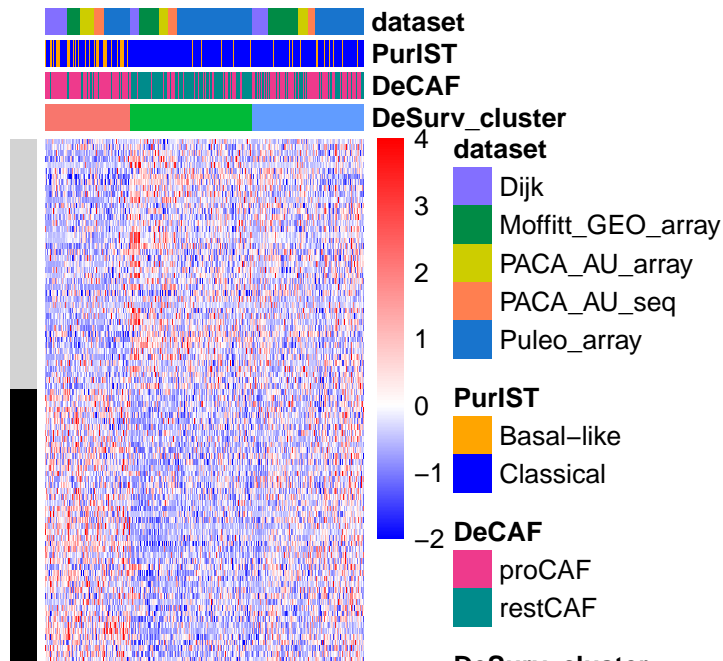 dataset
PurIST
DeCAF
DeSurv_cluster
4
3
2
1
0
−1
−2
dataset
Dijk
Moffitt_GEO_array
PACA_AU_array
PACA_AU_seq
Puleo_array
PurIST
Basal−like
Classical
DeCAF
proCAF
restCAF
DeSurv_cluster